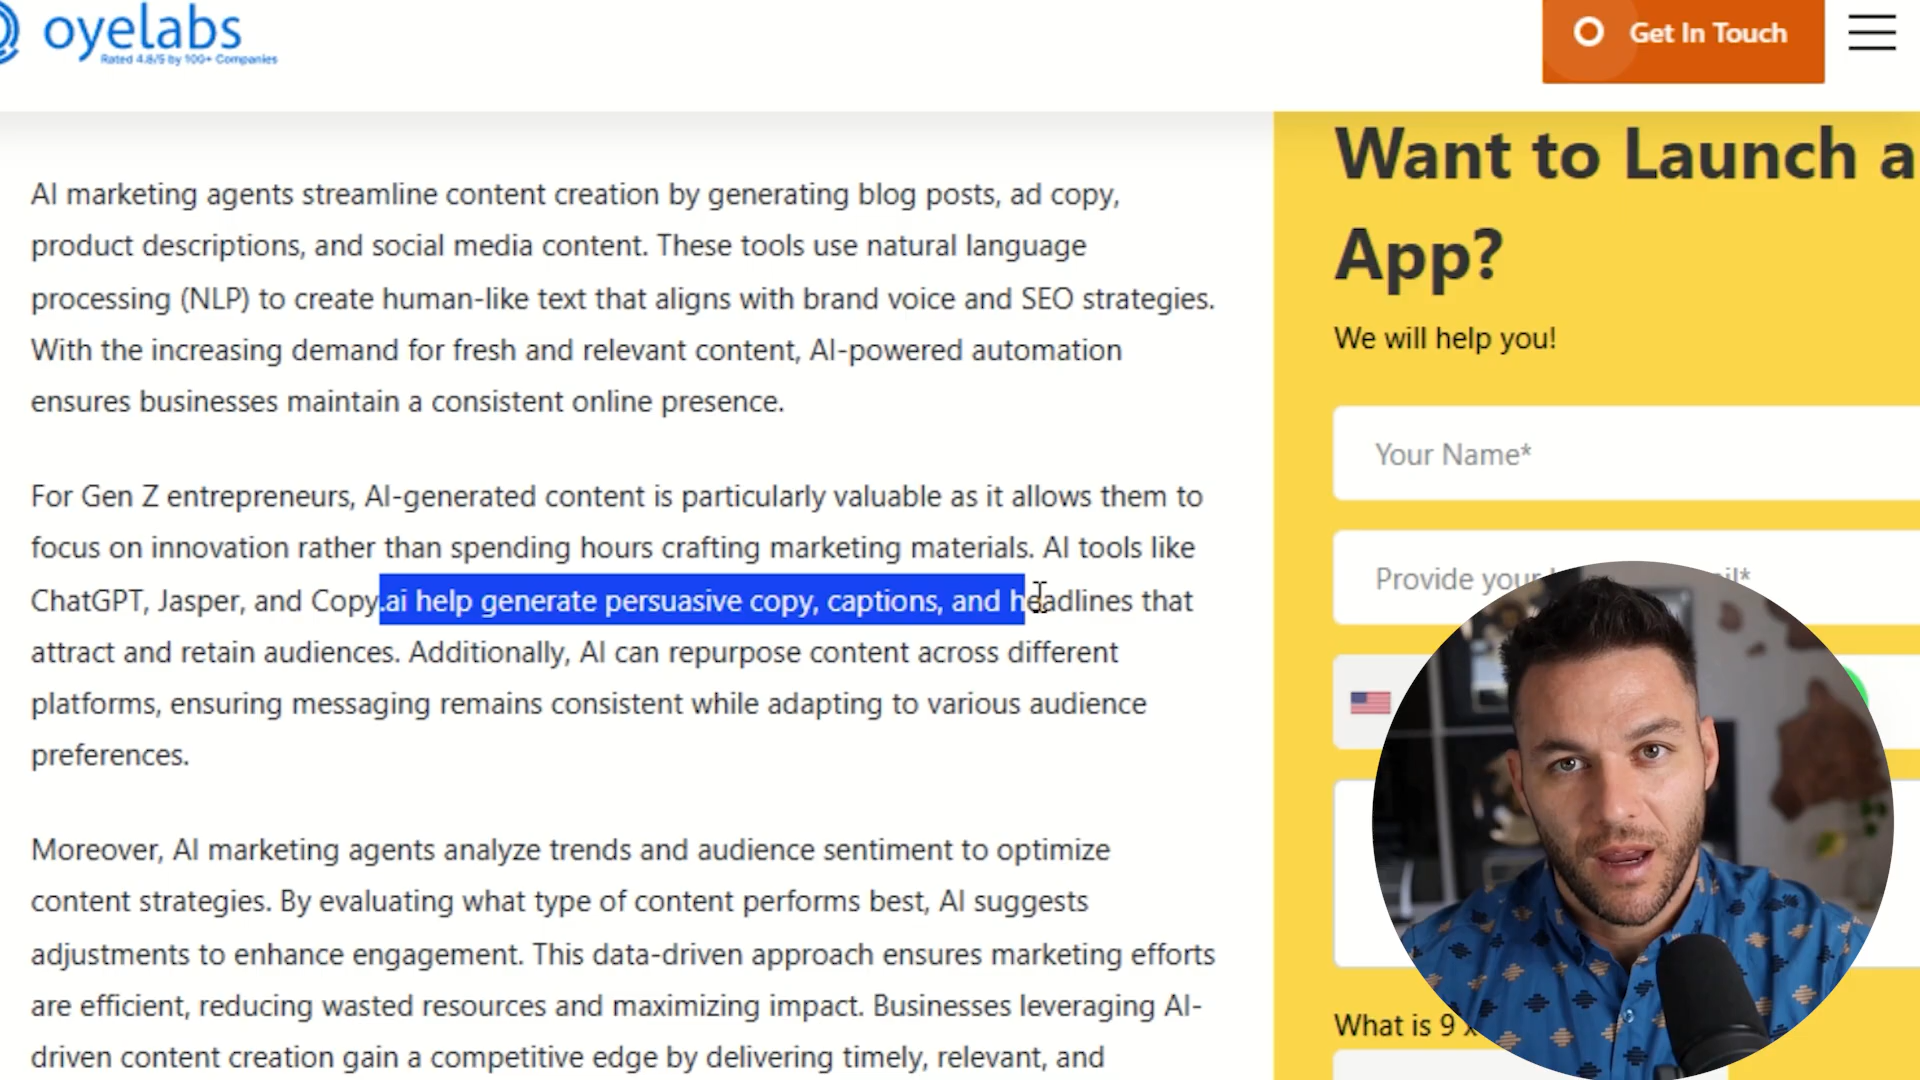 oyelabs
Rated 4.8/5 by 100+ Companies
Get In Touch
AI marketing agents streamline content creation by generating blog posts, ad copy,
product descriptions, and social media content. These tools use natural language
processing (NLP) to create human-like text that aligns with brand voice and SEO strategies.
With the increasing demand for fresh and relevant content, AI-powered automation
ensures businesses maintain a consistent online presence.
For Gen Z entrepreneurs, AI-generated content is particularly valuable as it allows them to
focus on innovation rather than spending hours crafting marketing materials. AI tools like
ChatGPT, Jasper, and Copy.ai help generate persuasive copy, captions, and headlines that
attract and retain audiences. Additionally, AI can repurpose content across different
platforms, ensuring messaging remains consistent while adapting to various audience
preferences.
Moreover, AI marketing agents analyze trends and audience sentiment to optimize
content strategies. By evaluating what type of content performs best, AI suggests
adjustments to enhance engagement. This data-driven approach ensures marketing efforts
are efficient, reducing wasted resources and maximizing impact. Businesses leveraging AI-
driven content creation gain a competitive edge by delivering timely, relevant, and
Want to Launch a
App?
We will help you!
Your Name*
Provide your
What is 9 x